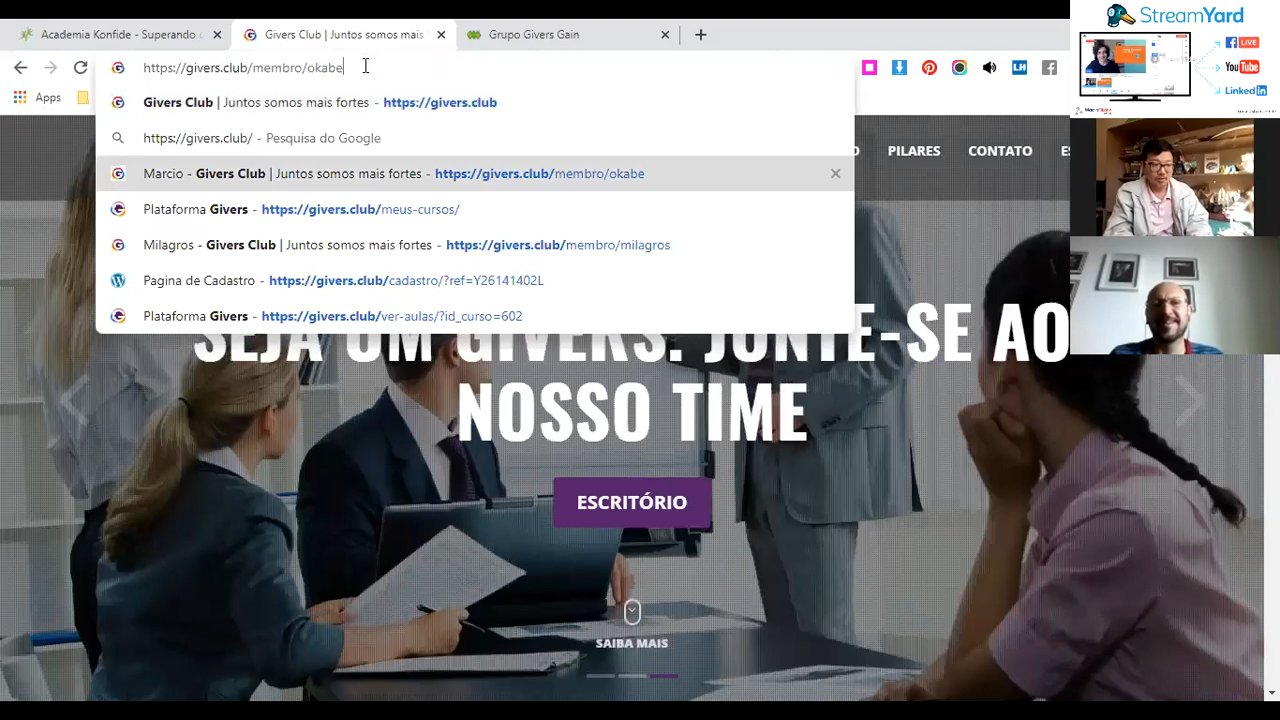 StreamYard
LIVE
YouTube
LinkedIn
Academia Konfide - Superando
Givers Club | Juntos somos mais
Grupo Givers Gain
https://givers.club/membro/okabe
Apps
Givers Club | Juntos somos mais fortes - https://givers.club
https://givers.club/ - Pesquisa do Google
Marcio - Givers Club | Juntos somos mais fortes - https://givers.club/membro/okabe
Plataforma Givers - https://givers.club/meus-cursos/
Milagros - Givers Club | Juntos somos mais fortes - https://givers.club/membro/milagros
Pagina de Cadastro - https://givers.club/cadastro/?ref=Y26141402L
Plataforma Givers - https://givers.club/ver-aulas/?id_curso=602
PILARES
CONTATO
SEJA UM GIVERS. JUNTE-SE AO
NOSSO TIME
ESCRITÓRIO
SAIBA MAIS